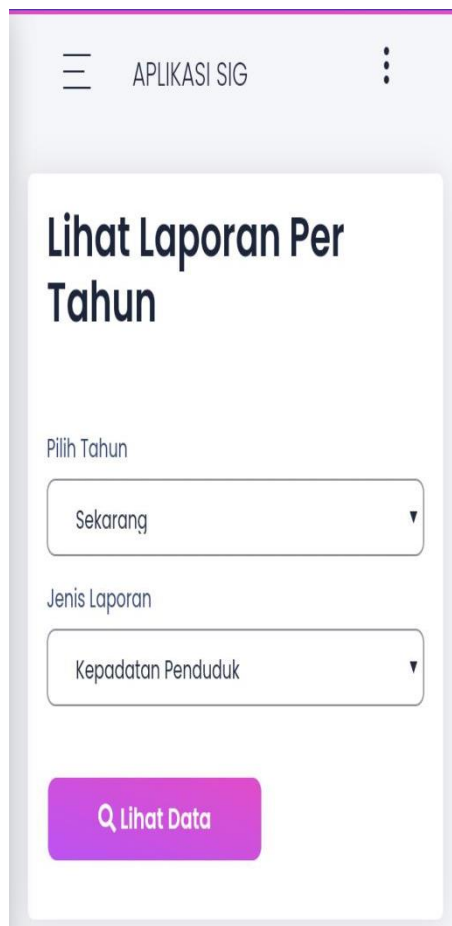 APLIKASI SIG
Lihat Laporan Per
Tahun
Pilih Tahun
Sekarang
Jenis Laporan
Kepadatan Penduduk
Lihat Data